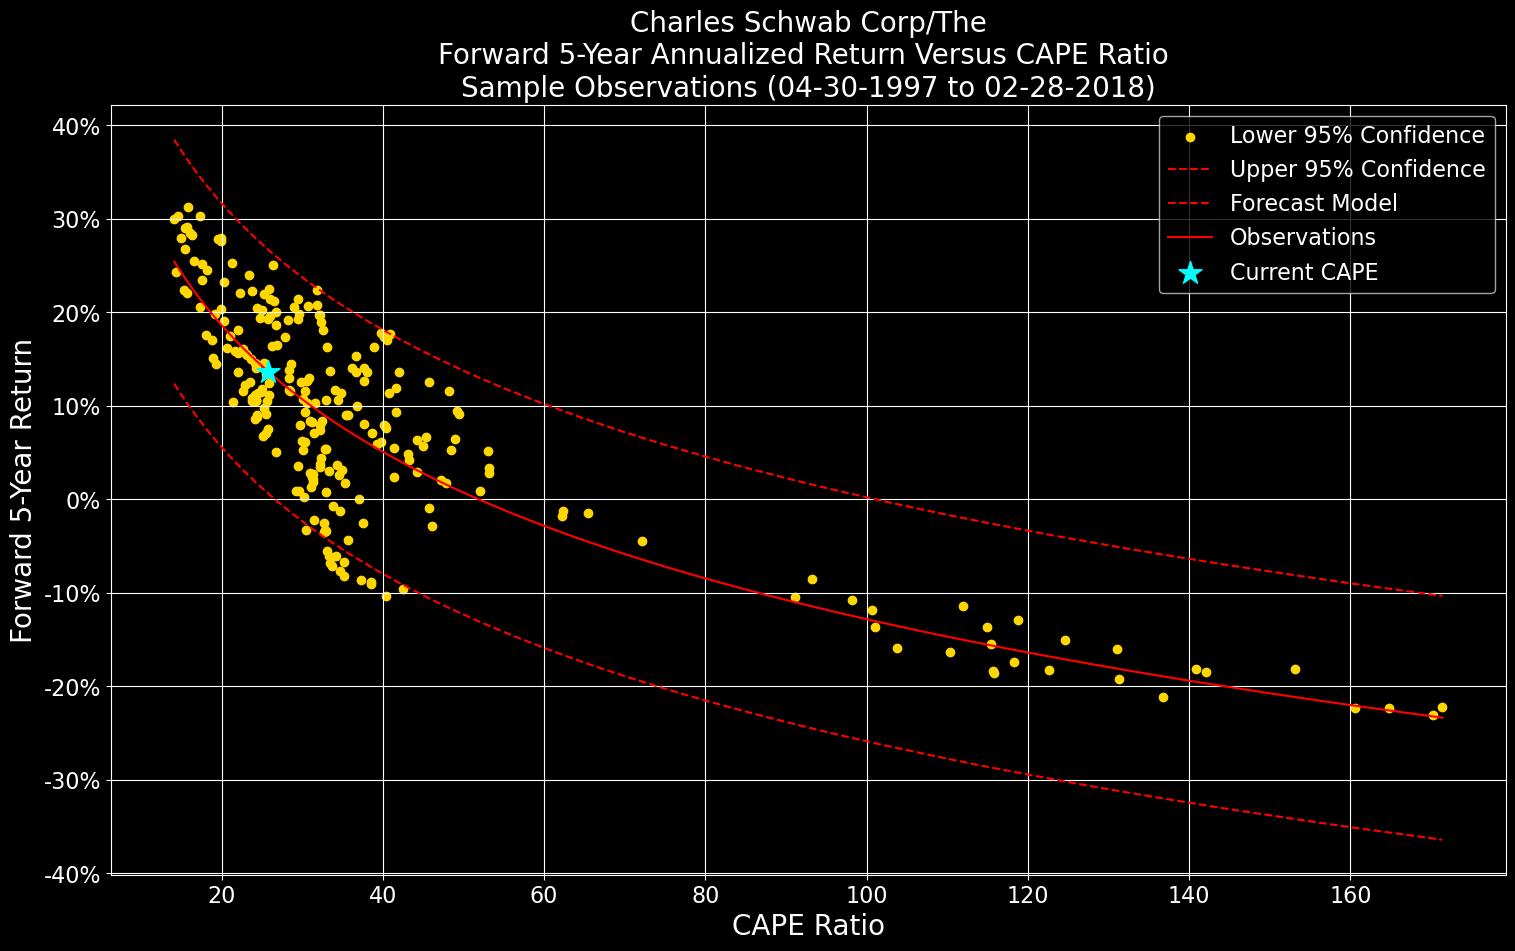 Charles Schwab Corp/The
Forward 5-Year Annualized Return Versus CAPE Ratio
Sample Observations (04-30-1997 to 02-28-2018)
Lower 95% Confidence
Upper 95% Confidence
Forecast Model
Observations
Current CAPE
Forward 5-Year Return
40%
30%
20%
10%
0%
-10%
-20%
-30%
-40%
20 40 60 80 100 120 140 160
CAPE Ratio